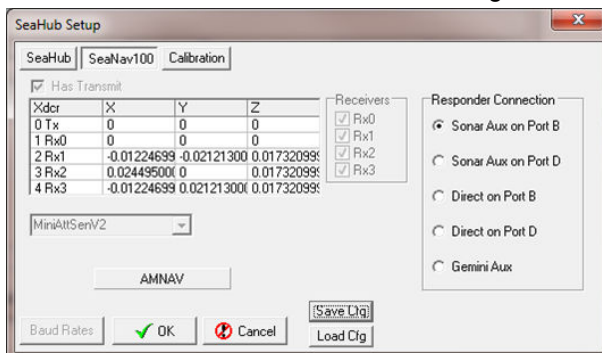 SeaHub Setup
SeaHub SeaNav100 Calibration
Has Transmit
Xdcr X Y Z
0 Tx 0 0 0
1 Rx0 0 0 0
2 Rx1 -0.01224699 -0.02121300 0.01732099
3 Rx2 0.02449500 0 0.01732099
4 Rx3 -0.01224699 0.02121300 0.01732099
Receivers
Rx0
Rx1
Rx2
Rx3
MiniAttSenV2
AMNAV
Responder Connection
Sonar Aux on Port B
Sonar Aux on Port D
Direct on Port B
Direct on Port D
Gemini Aux
Baud Rates OK Cancel
Save Cfg
Load Cfg